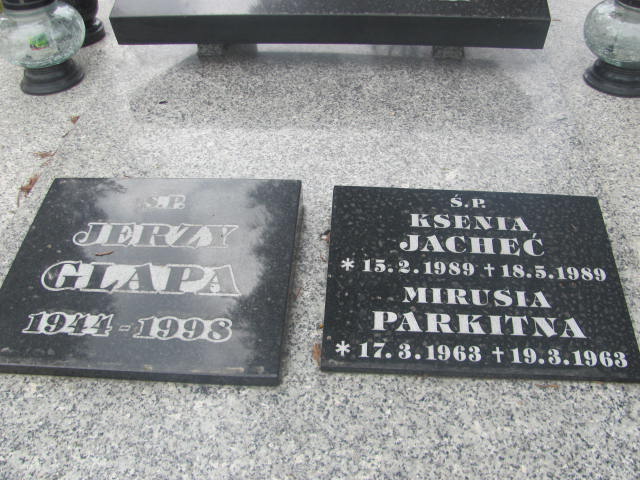 Ś.P.
JERZY
GLAPA
1944-1998
Ś.P.
KSENIA
JACHEĆ
* 15.2.1989 † 18.5.1989
MIRUSIA
PARKITNA
* 17.3.1963 † 19.3.1963